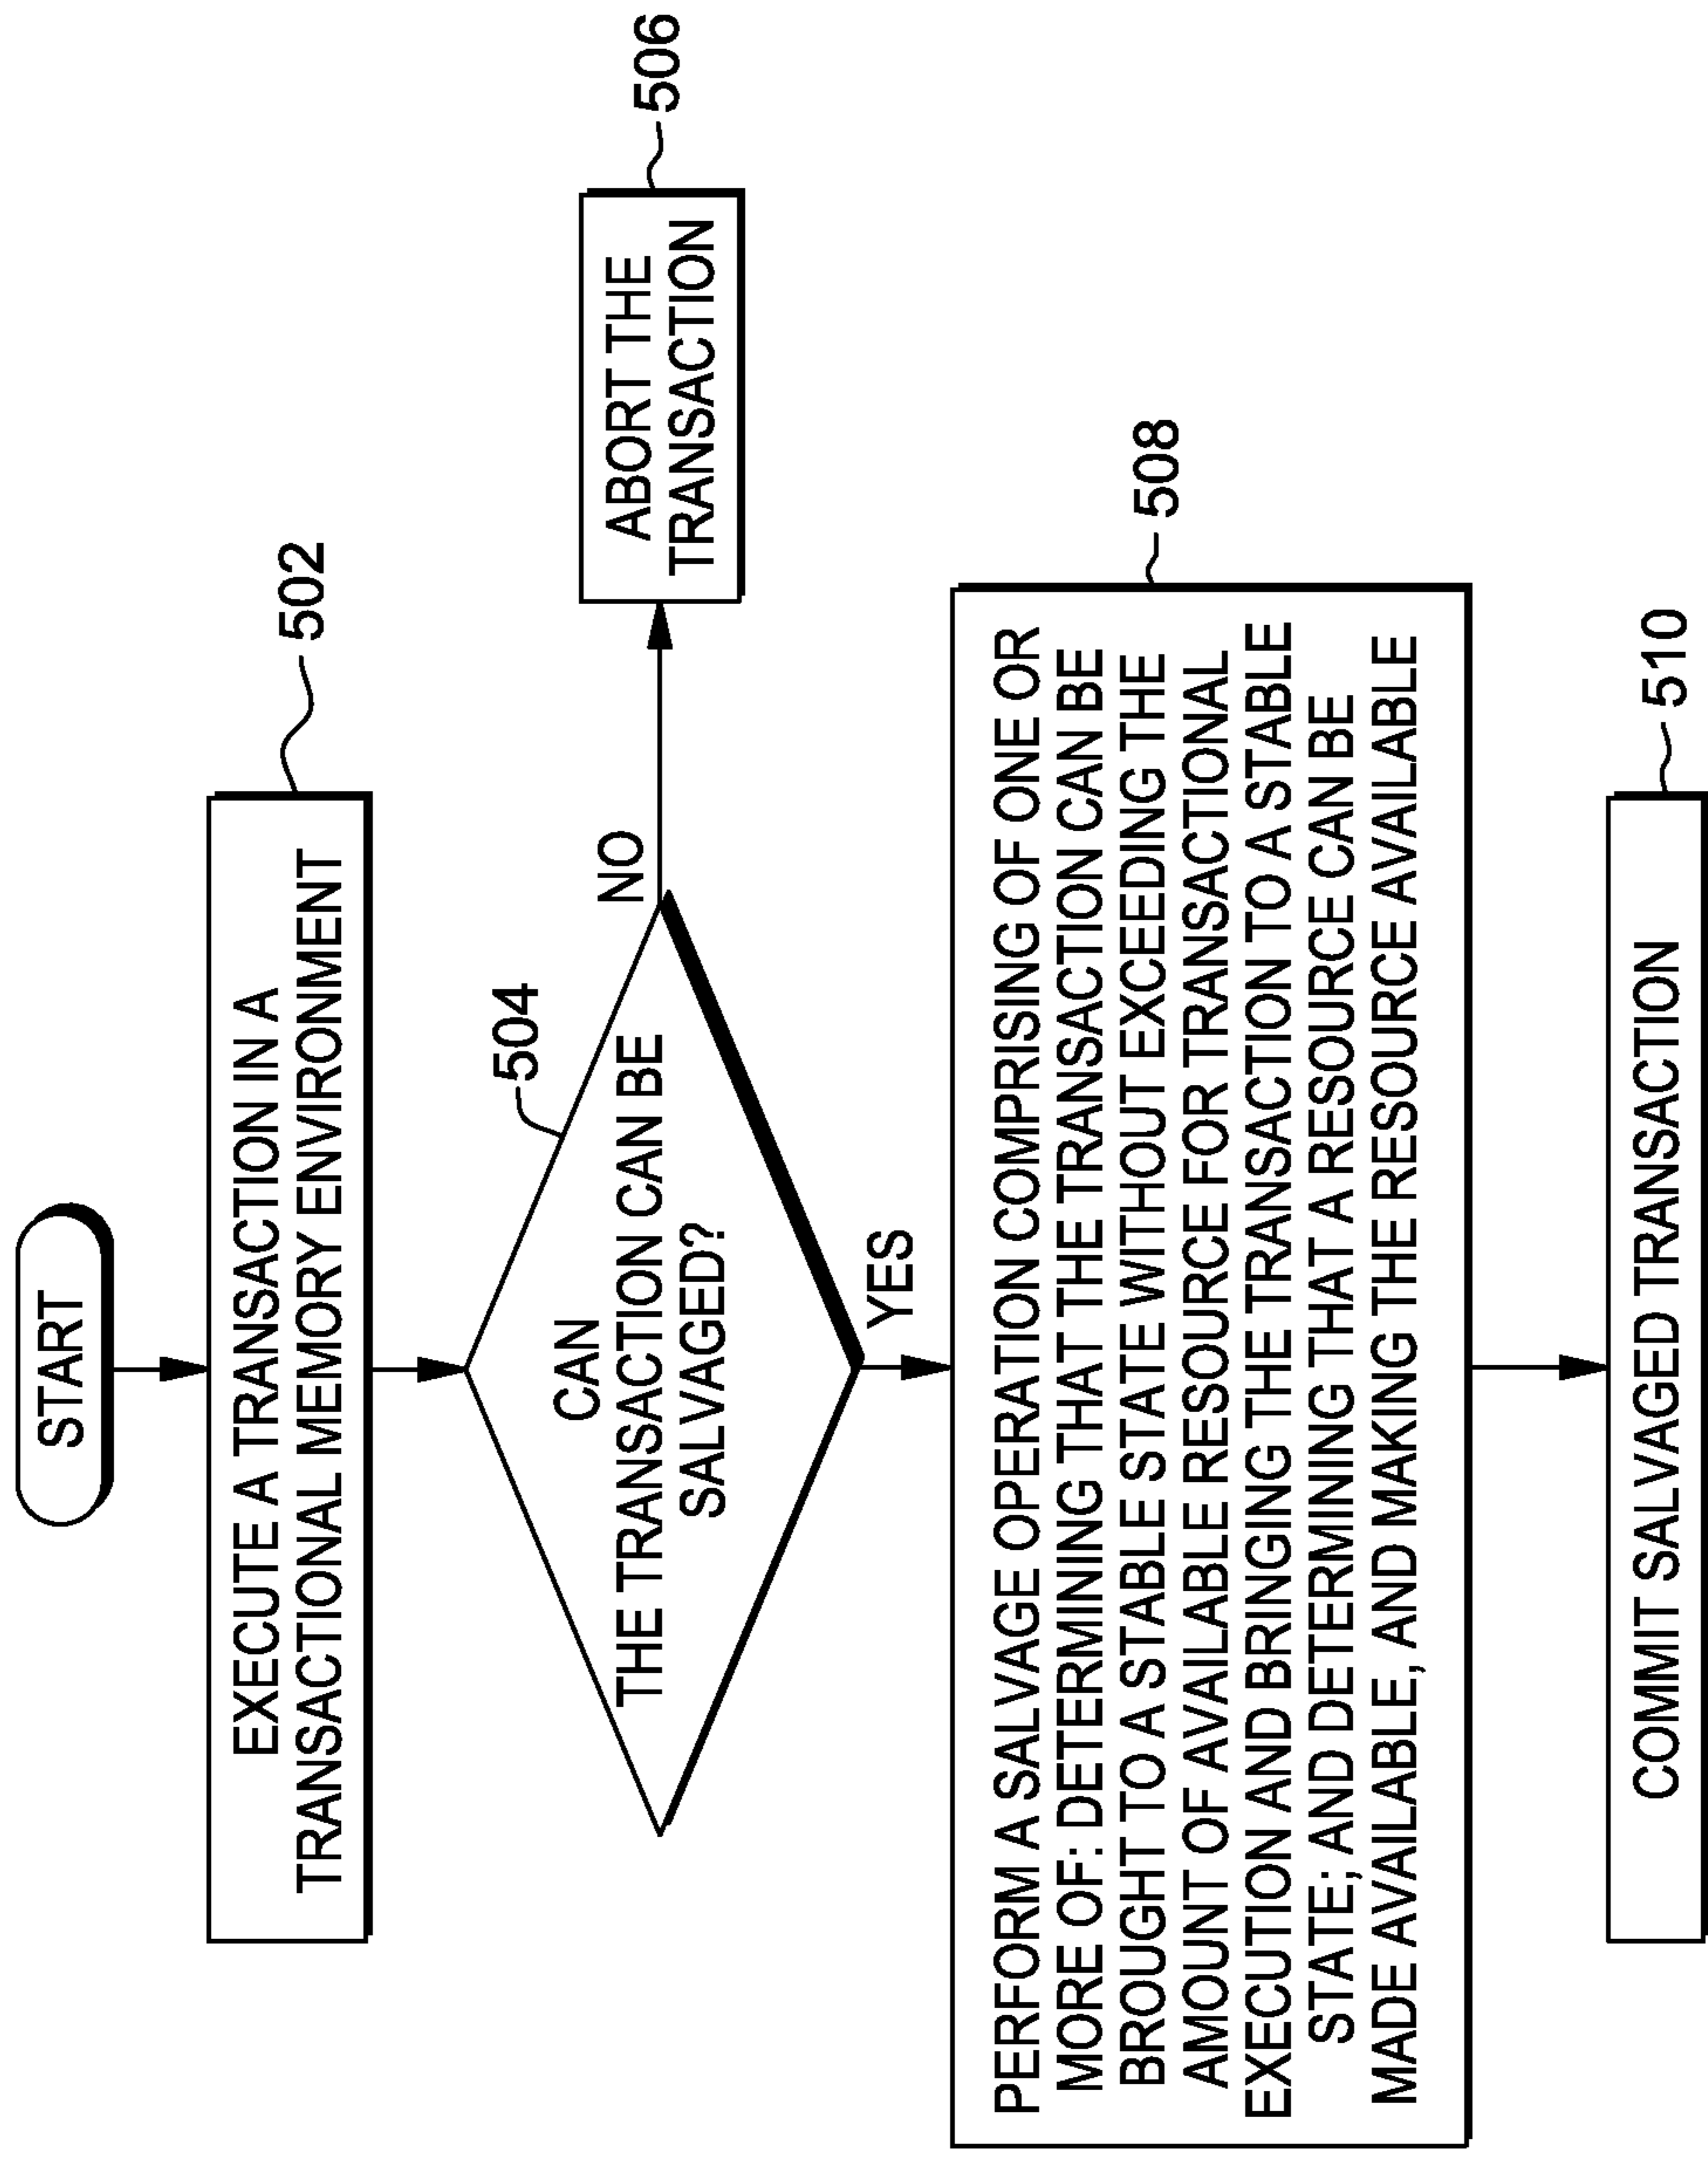 START
EXECUTE A TRANSACTION IN A
TRANSACTIONAL MEMORY ENVIRONMENT
502
504
CAN
THE TRANSACTION CAN BE
SALVAGED?
NO
ABORT THE
TRANSACTION
506
YES
PERFORM A SALVAGE OPERATION COMPRISING OF ONE OR
MORE OF: DETERMINING THAT THE TRANSACTION CAN BE
BROUGHT TO A STABLE STATE WITHOUT EXCEEDING THE
AMOUNT OF AVAILABLE RESOURCE FOR TRANSACTIONAL
EXECUTION AND BRINGING THE TRANSACTION TO A STABLE
STATE; AND DETERMINING THAT A RESOURCE CAN BE
MADE AVAILABLE, AND MAKING THE RESOURCE AVAILABLE
508
COMMIT SALVAGED TRANSACTION
510